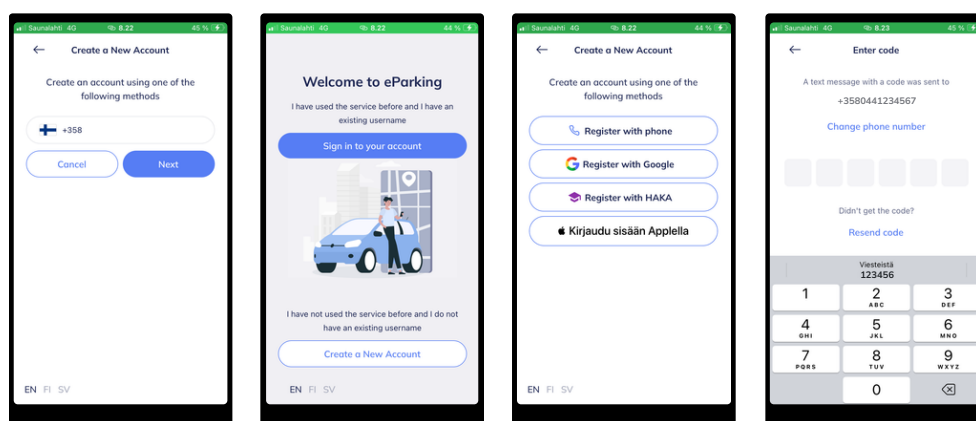 Saunalahti 4G 8.22 45 %
Create a New Account
Create an account using one of the
following methods
+358
Cancel Next
EN FI SV
Saunalahti 4G 8.22 44 %
Welcome to eParking
I have used the service before and I have an
existing username
Sign in to your account
I have not used the service before and I do not
have an existing username
Create a New Account
EN FI SV
Saunalahti 4G 8.22 44 %
Create a New Account
Create an account using one of the
following methods
Register with phone
Register with Google
Register with HAKA
Kirjaudu sisään Applella
EN FI SV
Saunalahti 4G 8.23 45 %
Enter code
A text message with a code was sent to
+3580441234567
Change phone number
Didn't get the code?
Resend code
Viesteistä
123456
1 2 3
ABC DEF
4 5 6
GHI JKL MNO
7 8 9
PQRS TUV WXYZ
0